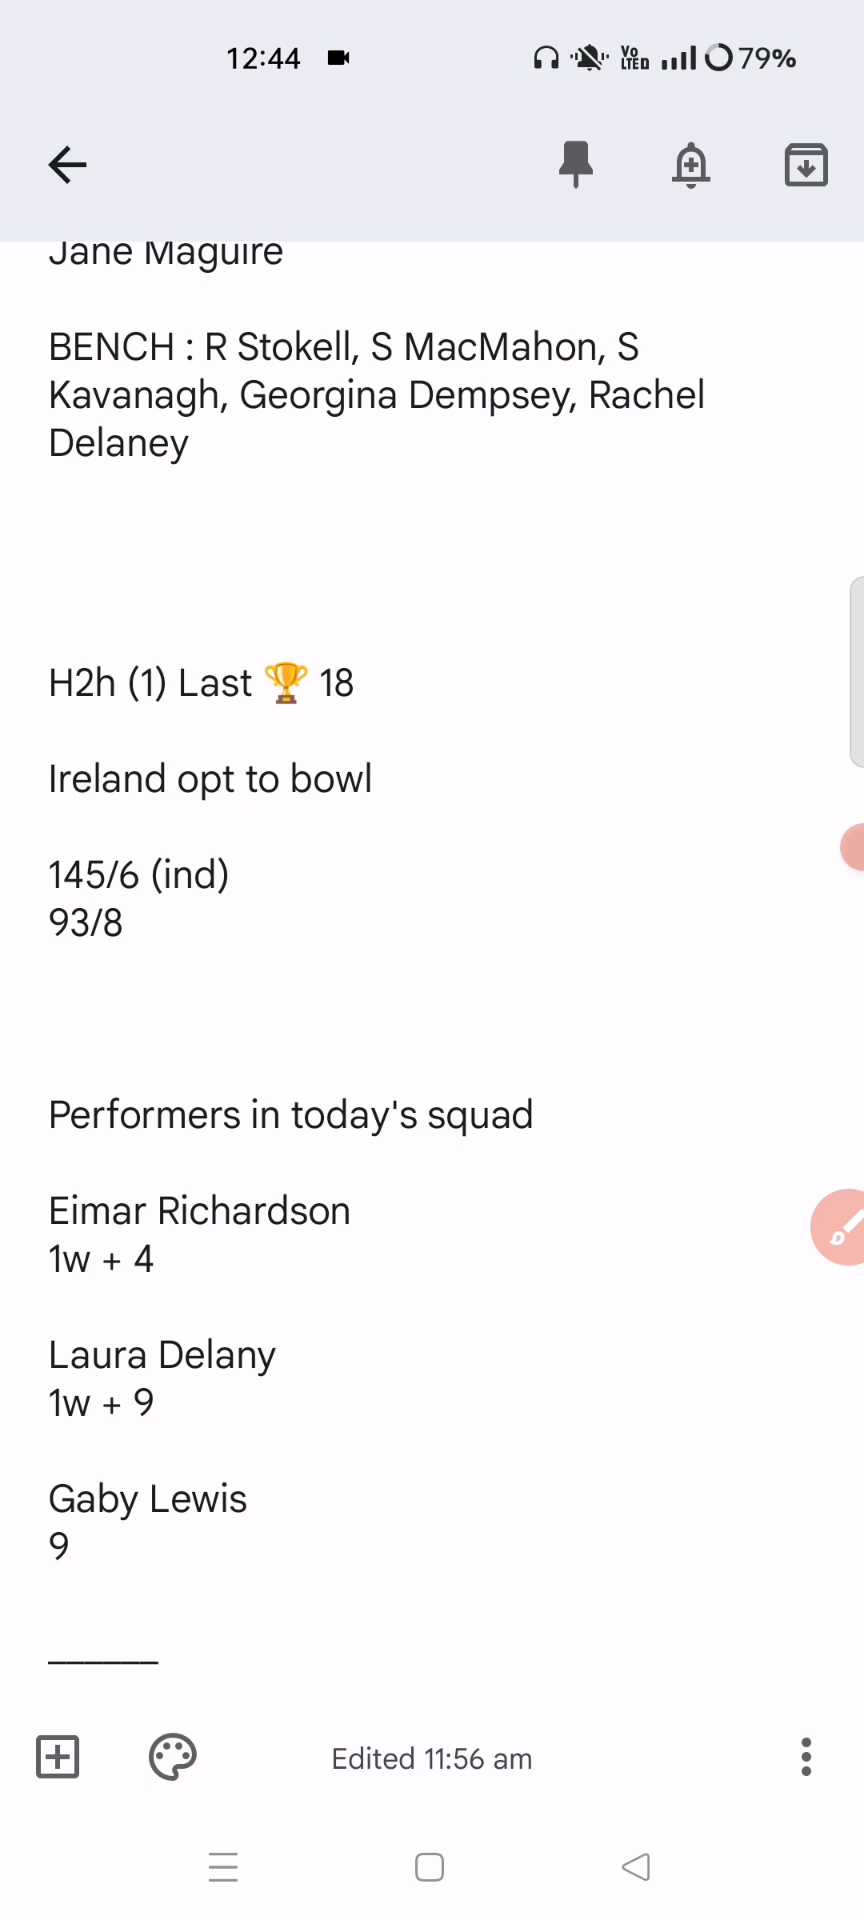 12:44 Vo LTED 79%
Jane Maguire
BENCH : R Stokell, S MacMahon, S
Kavanagh, Georgina Dempsey, Rachel
Delaney
H2h (1) Last 🏆 18
Ireland opt to bowl
145/6 (ind)
93/8
Performers in today's squad
Eimar Richardson
1w + 4
Laura Delany
1w + 9
Gaby Lewis
9
______
Edited 11:56 am